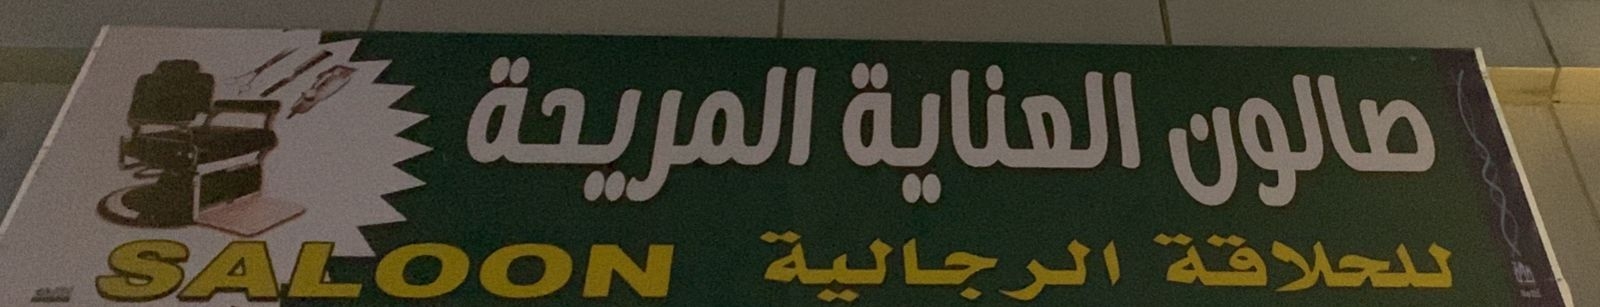 صالون العناية المريحة
للحلاقة الرجالية SALOON